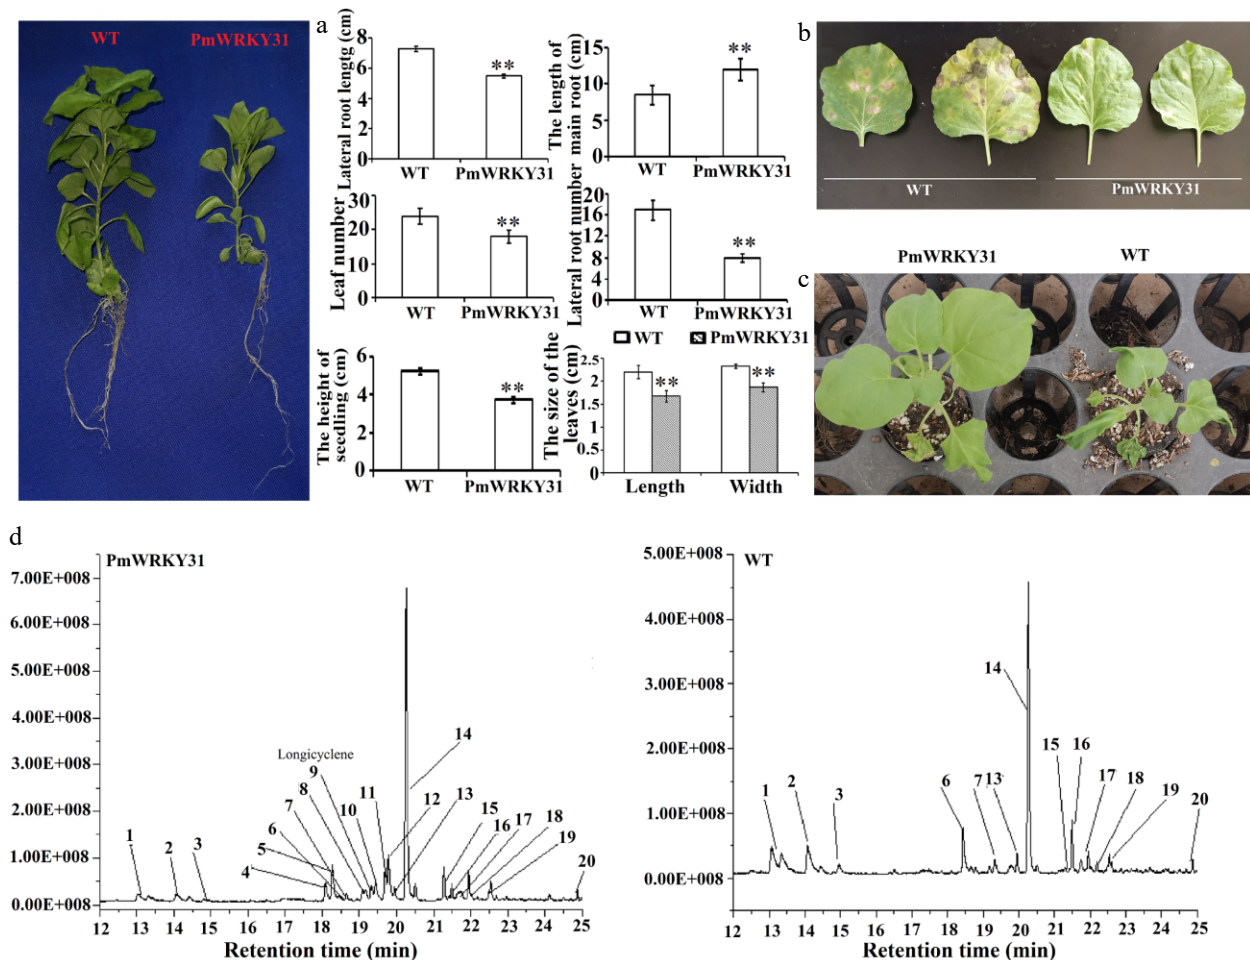 a
WT
PmWRKY31
Lateral root lengtg (cm)
8
6
4
2
0
**
WT
PmWRKY31
The length of
main root (cm)
15
10
5
0
**
WT
PmWRKY31
Leaf number
30
20
10
0
**
WT
PmWRKY31
Lateral root number
20
16
12
8
4
0
**
WT
PmWRKY31
The height of
seedling (cm)
6
4
2
0
**
WT
PmWRKY31
WT
PmWRKY31
The size of the
leaves (cm)
2.5
2
1.5
1
0.5
0
**
**
Length
Width
b
WT
PmWRKY31
c
PmWRKY31
WT
d
PmWRKY31
7.00E+008
6.00E+008
5.00E+008
4.00E+008
3.00E+008
2.00E+008
1.00E+008
0.00E+008
1
2
3
4
5
6
7
8
9
Longicyclene
10
11
12
13
14
15
16
17
18
19
20
12 13 14 15 16 17 18 19 20 21 22 23 24 25
Retention time (min)
WT
5.00E+008
4.00E+008
3.00E+008
2.00E+008
1.00E+008
0.00E+008
1
2
3
6
7
13
14
15
16
17
18
19
20
12 13 14 15 16 17 18 19 20 21 22 23 24 25
Retention time (min)